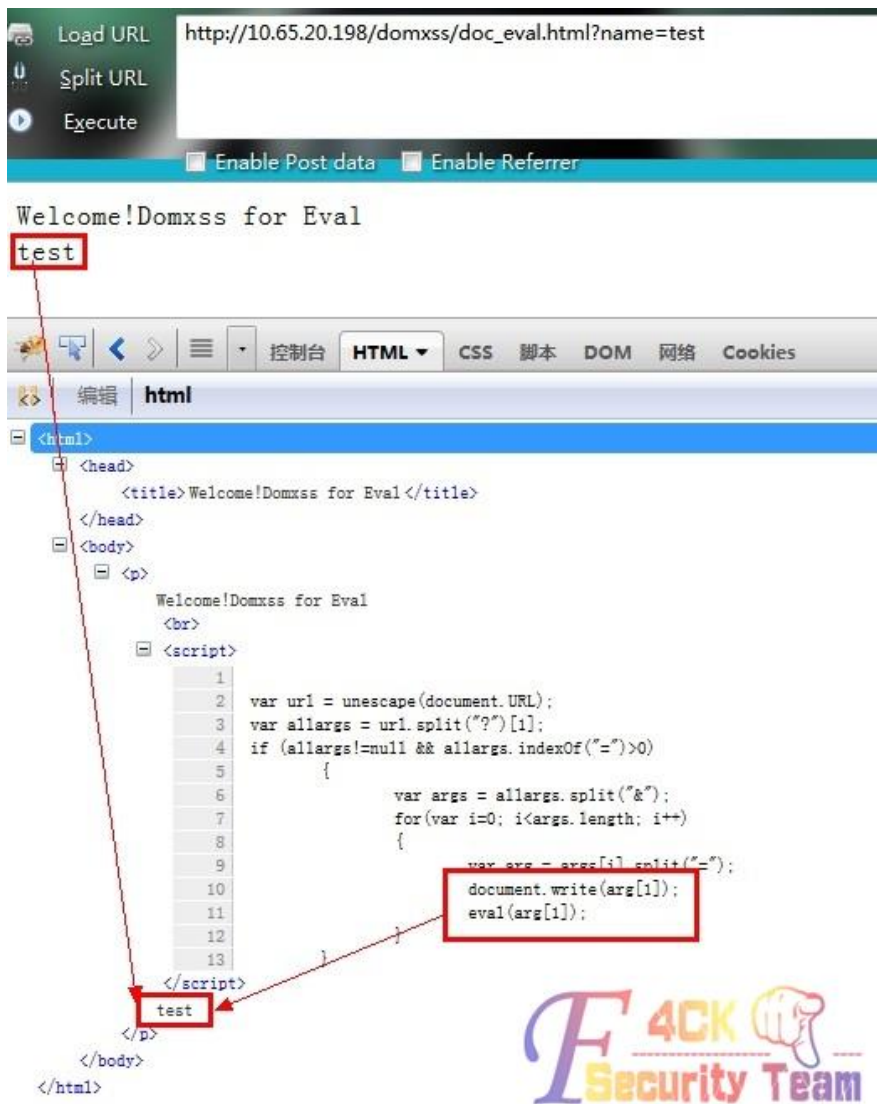 Load URL
http://10.65.20.198/domxss/doc_eval.html?name=test
Split URL
Execute
Enable Post data Enable Referrer
Welcome!Domxss for Eval
test
控制台 HTML CSS 脚本 DOM 网络 Cookies
编辑 html
<html>
<head>
<title>Welcome!Domxss for Eval</title>
</head>
<body>
<p>
Welcome!Domxss for Eval
<br>
<script>
1
2 var url = unescape(document.URL);
3 var allargs = url.split("?")[1];
4 if (allargs!=null && allargs.indexOf("=")>0)
5 {
6 var args = allargs.split("&");
7 for(var i=0; i<args.length; i++)
8 {
9 var arg = args[i].split("=");
10 document.write(arg[1]);
11 eval(arg[1]);
12 }
13 }
</script>
test
</p>
</body>
</html>
F4CK
Security Team